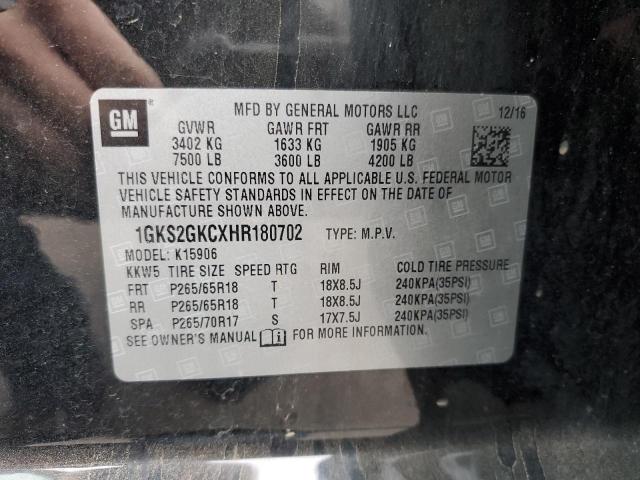 GM
MFD BY GENERAL MOTORS LLC 12/16
GVWR GAWR FRT GAWR RR
3402 KG 1633 KG 1905 KG
7500 LB 3600 LB 4200 LB
THIS VEHICLE CONFORMS TO ALL APPLICABLE U.S. FEDERAL MOTOR
VEHICLE SAFETY STANDARDS IN EFFECT ON THE DATE OF
MANUFACTURE SHOWN ABOVE.
1GKS2GKCXHR180702 TYPE: M.P.V.
MODEL: K15906
KKW5 TIRE SIZE SPEED RTG RIM COLD TIRE PRESSURE
FRT P265/65R18 T 18X8.5J 240KPA(35PSI)
RR P265/65R18 T 18X8.5J 240KPA(35PSI)
SPA P265/70R17 S 17X7.5J 240KPA(35PSI)
SEE OWNER'S MANUAL FOR MORE INFORMATION.